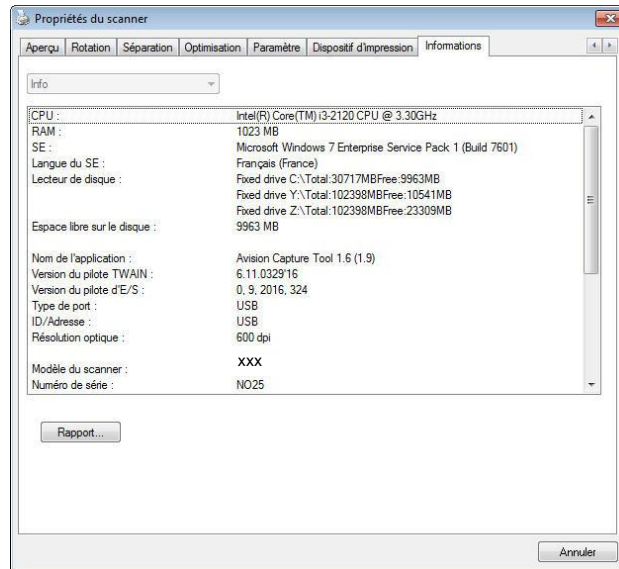 Propriétés du scanner
Aperçu Rotation Séparation Optimisation Paramètre Dispositif d'impression Informations
Info
CPU : Intel(R) Core(TM) i3-2120 CPU @ 3.30GHz
RAM : 1023 MB
SE : Microsoft Windows 7 Enterprise Service Pack 1 (Build 7601)
Langue du SE : Français (France)
Lecteur de disque : Fixed drive C:\Total:30717MBFree:9963MB
Fixed drive Y:\Total:102398MBFree:10541MB
Fixed drive Z:\Total:102398MBFree:23309MB
Espace libre sur le disque : 9963 MB
Nom de l'application : Avision Capture Tool 1.6 (1.9)
Version du pilote TWAIN : 6.11.0329'16
Version du pilote d'E/S : 0, 9, 2016, 324
Type de port : USB
ID/Adresse : USB
Résolution optique : 600 dpi
Modèle du scanner : XXX
Numéro de série : NO25
Rapport...
Annuler